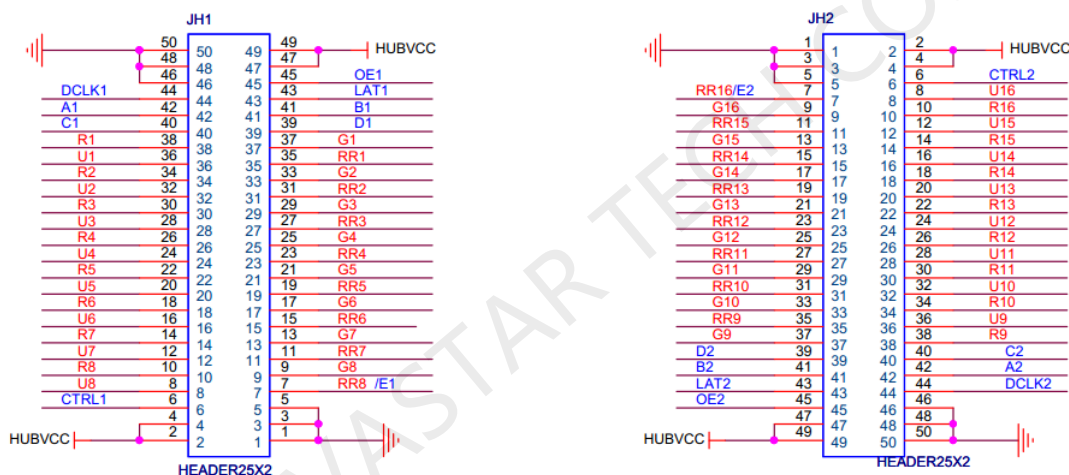 JH1
50 50 49 49 HUBVCC
48 48 47 47
46 46 45 45 OE1
DCLK1 44 44 43 43 LAT1
A1 42 42 41 41 B1
C1 40 40 39 39 D1
R1 38 38 37 37 G1
U1 36 36 35 35 RR1
R2 34 34 33 33 G2
U2 32 32 31 31 RR2
R3 30 30 29 29 G3
U3 28 28 27 27 RR3
R4 26 26 25 25 G4
U4 24 24 23 23 RR4
R5 22 22 21 21 G5
U5 20 20 19 19 RR5
R6 18 18 17 17 G6
U6 16 16 15 15 RR6
R7 14 14 13 13 G7
U7 12 12 11 11 RR7
R8 10 10 9 9 G8
U8 8 8 7 7 RR8 /E1
CTRL1 6 6 5 5
4 4 3 3
HUBVCC 2 2 1 1
HEADER25X2
JH2
1 1 2 2 HUBVCC
3 3 4 4
5 5 6 6 CTRL2
RR16/E2 7 7 8 8 U16
G16 9 9 10 10 R16
RR15 11 11 12 12 U15
G15 13 13 14 14 R15
RR14 15 15 16 16 U14
G14 17 17 18 18 R14
RR13 19 19 20 20 U13
G13 21 21 22 22 R13
RR12 23 23 24 24 U12
G12 25 25 26 26 R12
RR11 27 27 28 28 U11
G11 29 29 30 30 R11
RR10 31 31 32 32 U10
G10 33 33 34 34 R10
RR9 35 35 36 36 U9
G9 37 37 38 38 R9
D2 39 39 40 40 C2
B2 41 41 42 42 A2
LAT2 43 43 44 44 DCLK2
OE2 45 45 46 46
47 47 48 48
HUBVCC 49 49 50 50
HEADER25X2
VASTAR TECH CO